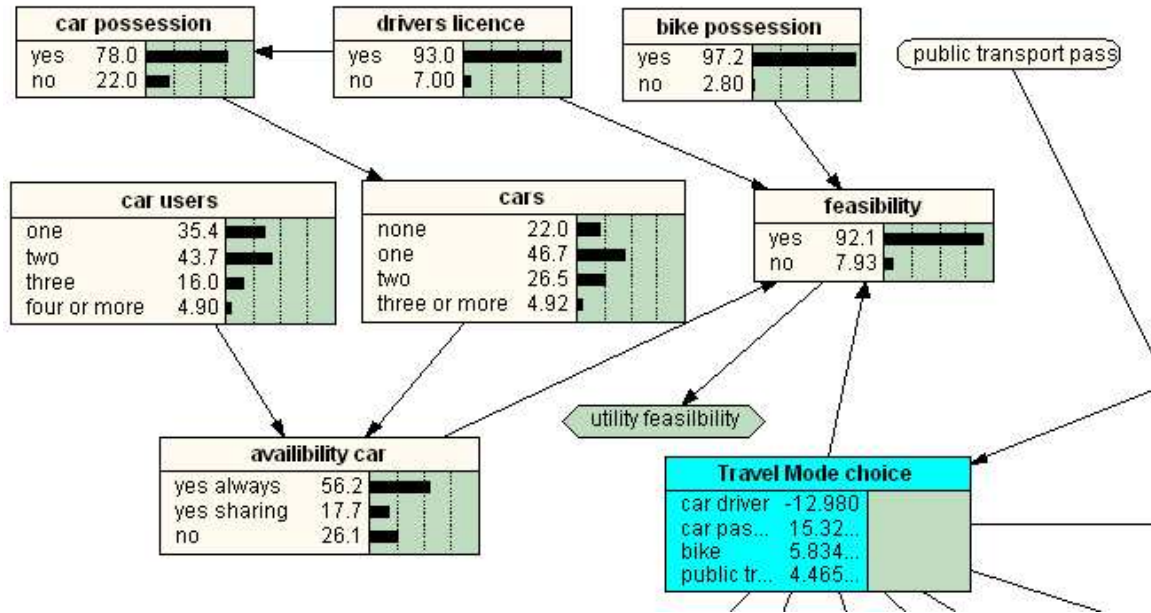 car possession
yes 78.0
no 22.0
drivers licence
yes 93.0
no 7.00
bike possession
yes 97.2
no 2.80
public transport pass
car users
one 35.4
two 43.7
three 16.0
four or more 4.90
cars
none 22.0
one 46.7
two 26.5
three or more 4.92
feasibility
yes 92.1
no 7.93
utility feasilbility
availibility car
yes always 56.2
yes sharing 17.7
no 26.1
Travel Mode choice
car driver -12.980
car pas... 15.32...
bike 5.834...
public tr... 4.465...